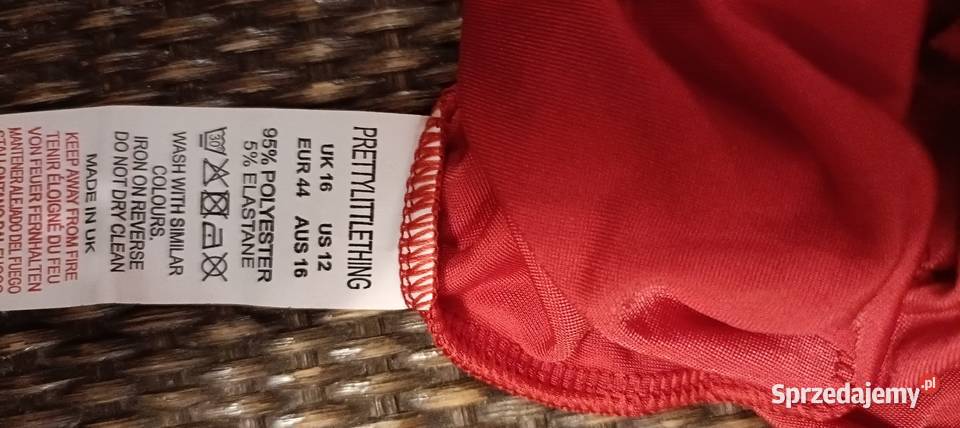 PRETTYLITTLETHING
UK 16 US 12
EUR 44 AUS 16
95% POLYESTER
5% ELASTANE
30°
WASH WITH SIMILAR
COLOURS.
IRON ON REVERSE
DO NOT DRY CLEAN
MADE IN UK
KEEP AWAY FROM FIRE
TENIR ÉLOIGNÉ DU FEU
VON FEUER FERNHALTEN
MANTENER ALEJADO DEL FUEGO
Sprzedajemy.pl